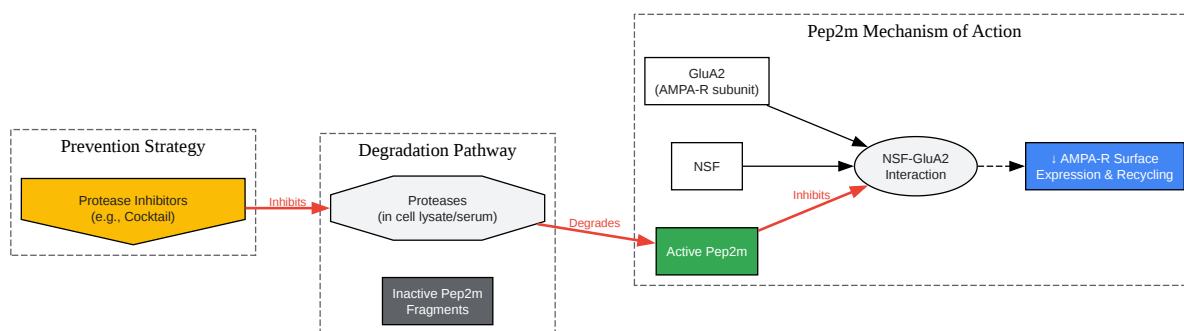 Pep2m Mechanism of Action
GluA2
(AMPA-R subunit)
Prevention Strategy
Degradation Pathway
NSF
NSF-GluA2
Interaction
↓ AMPA-R Surface
Expression & Recycling
Protease Inhibitors
(e.g., Cocktail)
Inhibits
Proteases
(in cell lysate/serum)
Degrades
Inhibits
Active Pep2m
Inactive Pep2m
Fragments